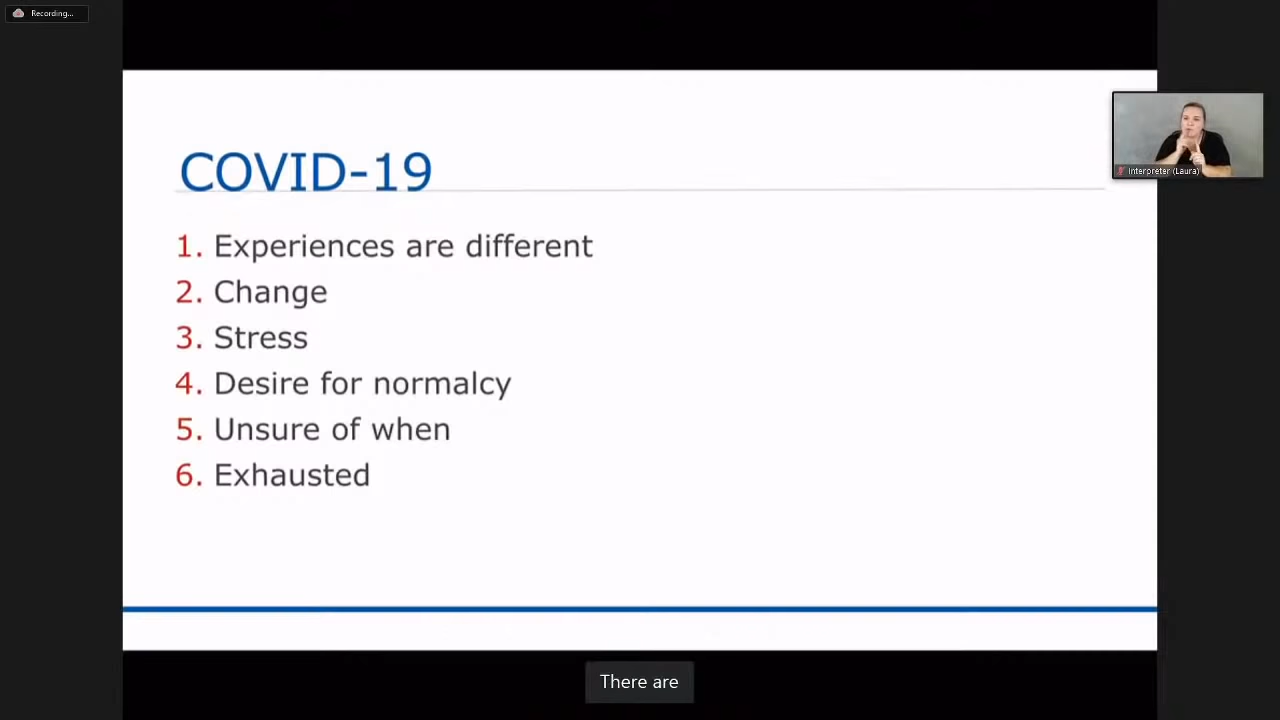 Recording...
COVID-19
Interpreter (Laura)
1. Experiences are different
2. Change
3. Stress
4. Desire for normalcy
5. Unsure of when
6. Exhausted
There are